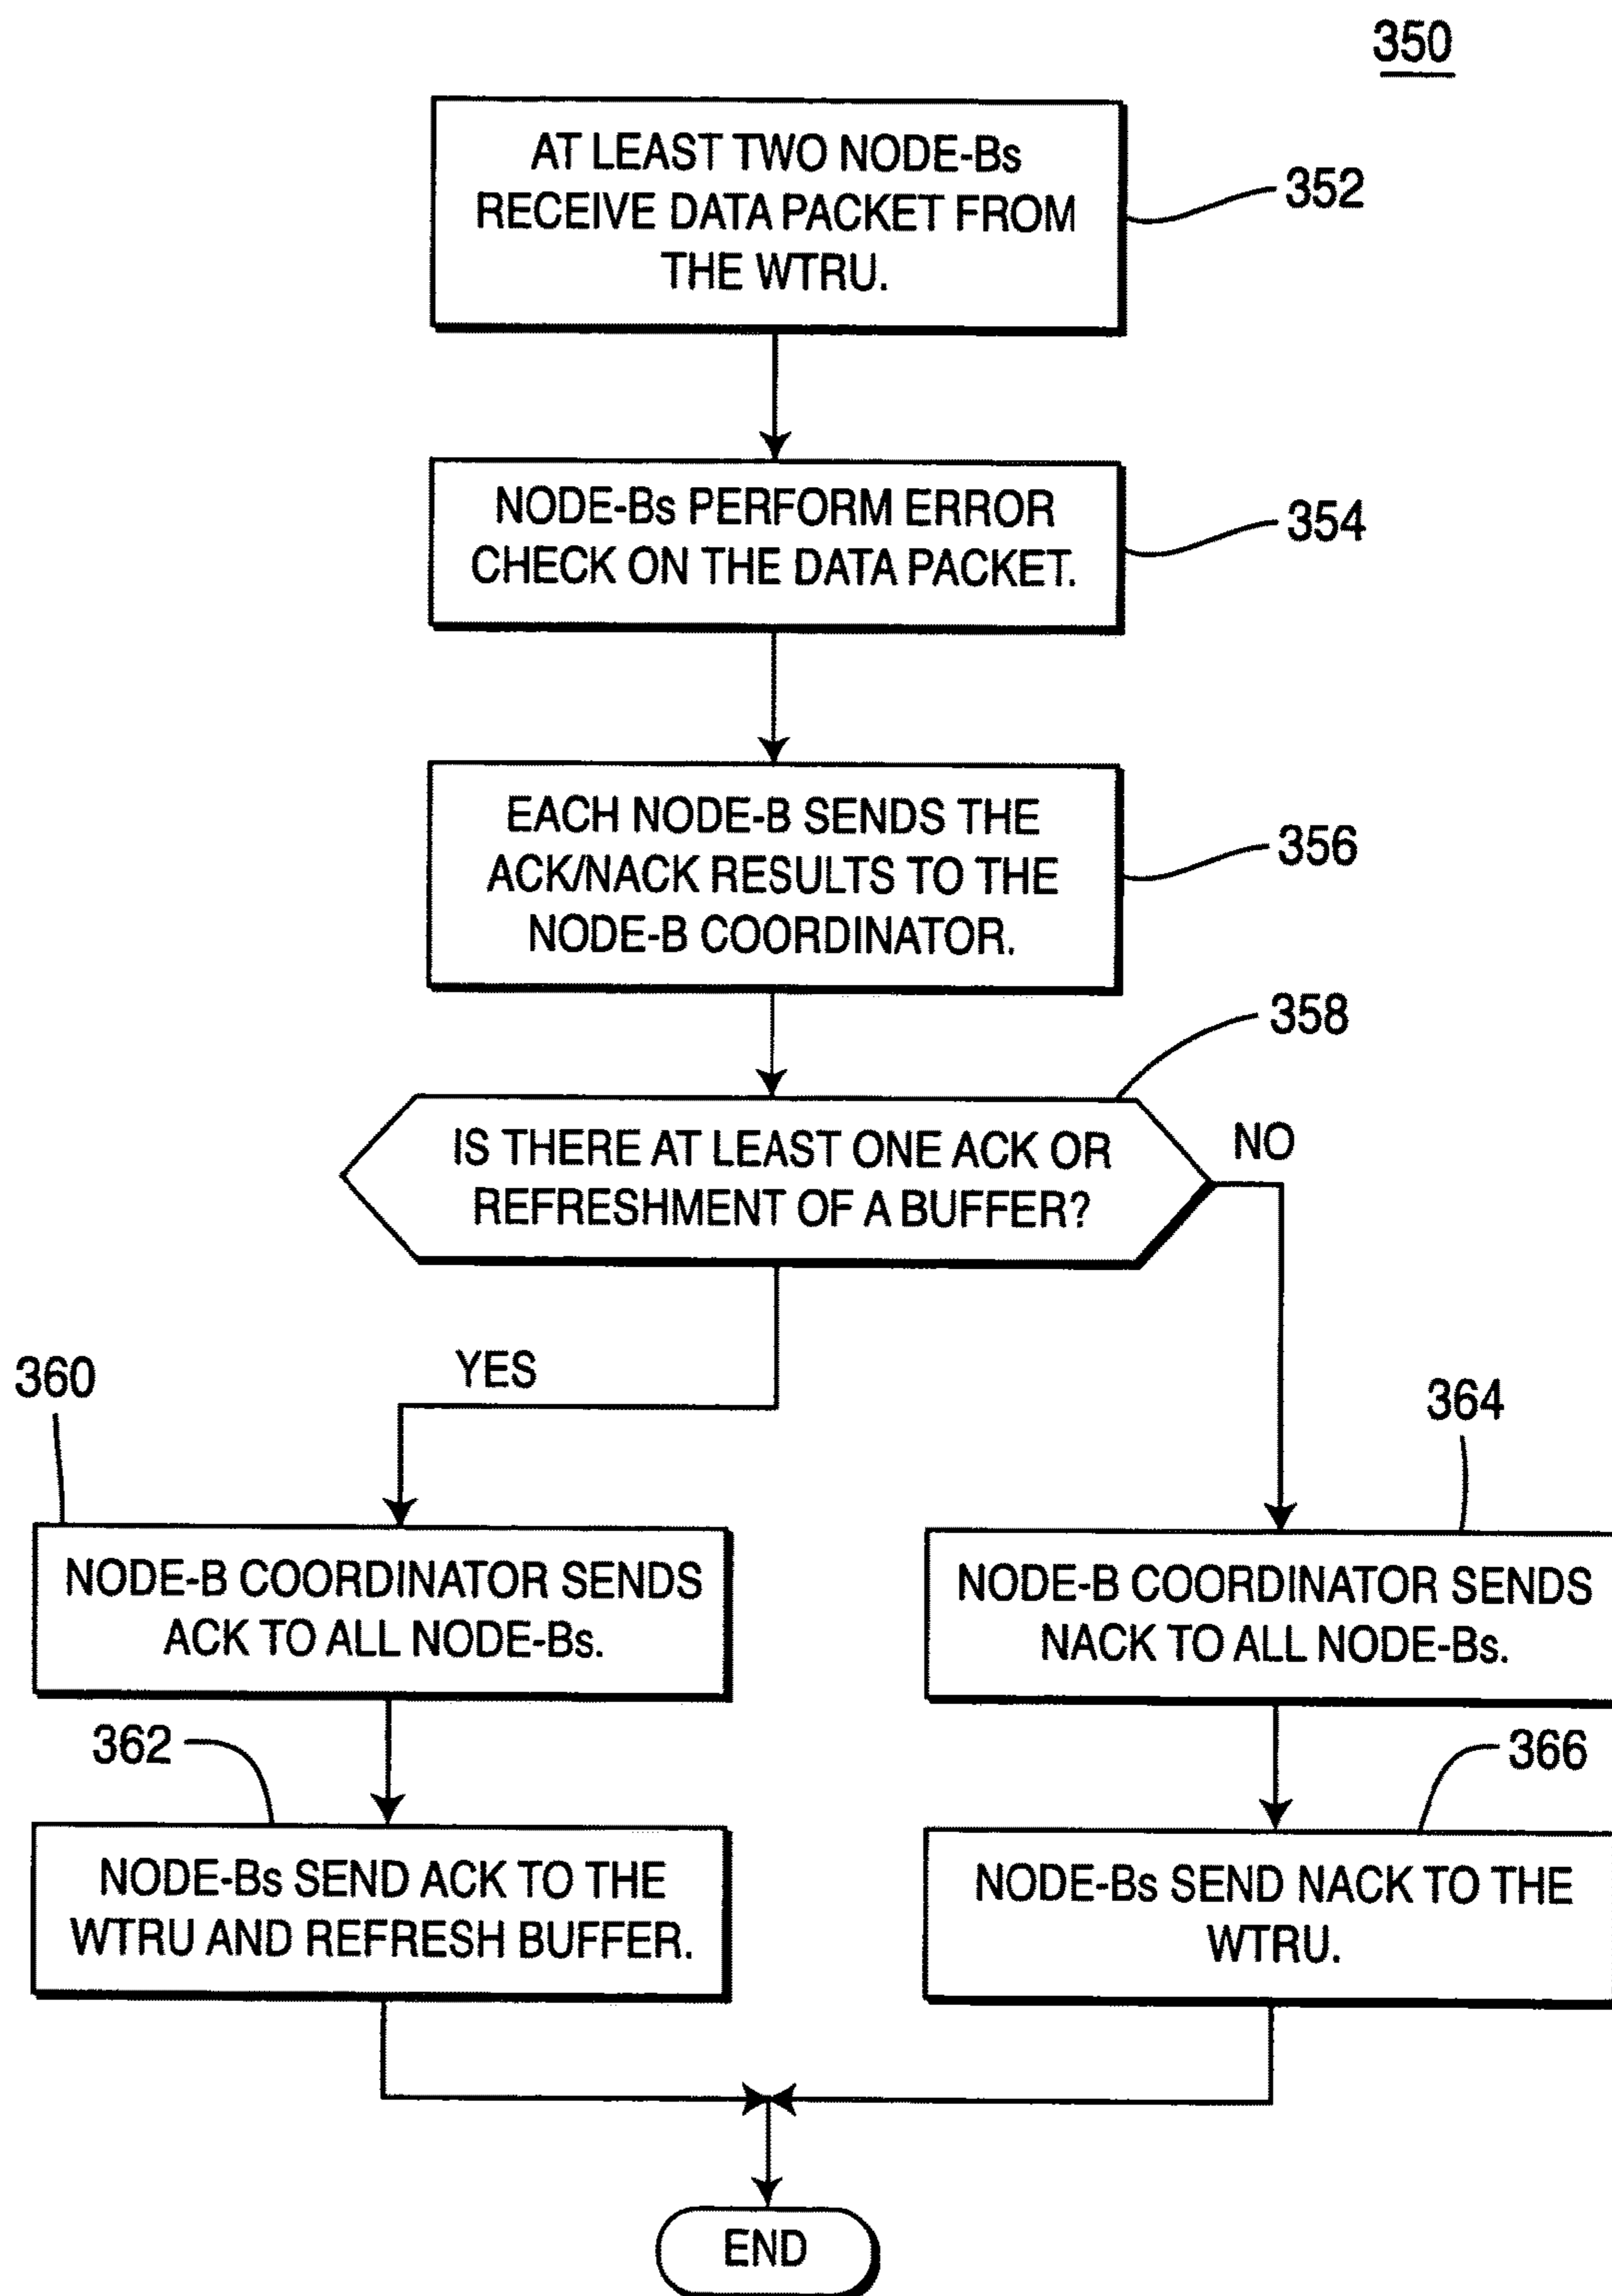 350
AT LEAST TWO NODE-Bs
RECEIVE DATA PACKET FROM
THE WTRU.
352
NODE-Bs PERFORM ERROR
CHECK ON THE DATA PACKET.
354
EACH NODE-B SENDS THE
ACK/NACK RESULTS TO THE
NODE-B COORDINATOR.
356
358
IS THERE AT LEAST ONE ACK OR
REFRESHMENT OF A BUFFER?
NO
YES
360
364
NODE-B COORDINATOR SENDS
ACK TO ALL NODE-Bs.
NODE-B COORDINATOR SENDS
NACK TO ALL NODE-Bs.
362
366
NODE-Bs SEND ACK TO THE
WTRU AND REFRESH BUFFER.
NODE-Bs SEND NACK TO THE
WTRU.
END